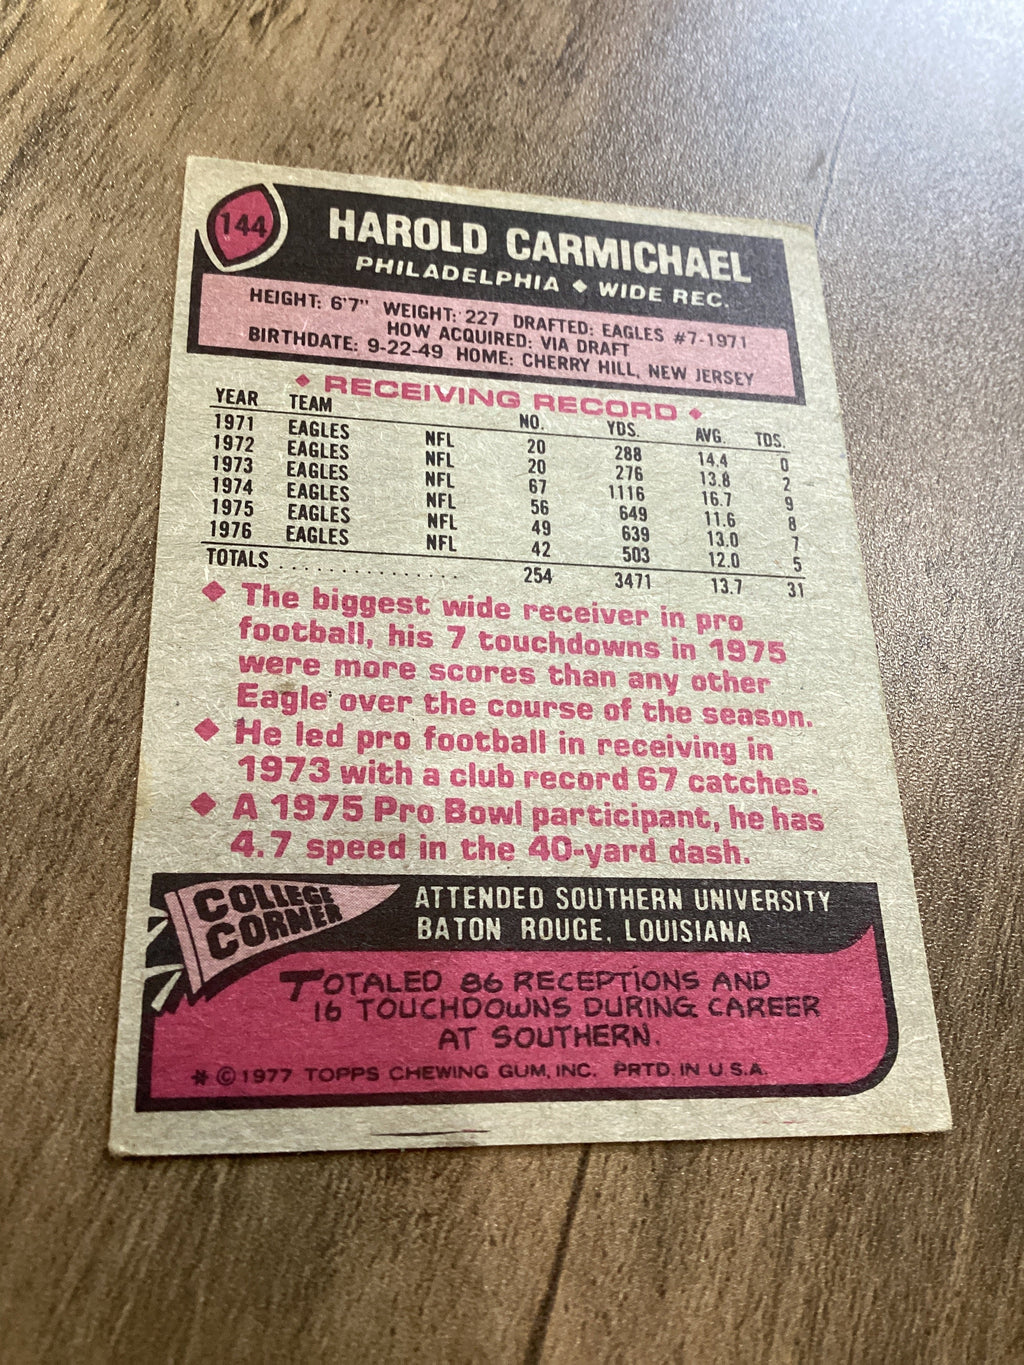 144
HAROLD CARMICHAEL
PHILADELPHIA ◆ WIDE REC.
HEIGHT: 6'7" WEIGHT: 227 DRAFTED: EAGLES #7-1971
HOW ACQUIRED: VIA DRAFT
BIRTHDATE: 9-22-49 HOME: CHERRY HILL, NEW JERSEY
◆ RECEIVING RECORD ◆
YEAR TEAM NO. YDS. AVG. TDS.
1971 EAGLES NFL 20 288 14.4 0
1972 EAGLES NFL 20 276 13.8 2
1973 EAGLES NFL 67 1116 16.7 9
1974 EAGLES NFL 56 649 11.6 8
1975 EAGLES NFL 49 639 13.0 7
1976 EAGLES NFL 42 503 12.0 5
TOTALS ................. 254 3471 13.7 31
◆ The biggest wide receiver in pro
football, his 7 touchdowns in 1975
were more scores than any other
Eagle over the course of the season.
◆ He led pro football in receiving in
1973 with a club record 67 catches.
◆ A 1975 Pro Bowl participant, he has
4.7 speed in the 40-yard dash.
COLLEGE
CORNER
ATTENDED SOUTHERN UNIVERSITY
BATON ROUGE, LOUISIANA
TOTALED 86 RECEPTIONS AND
16 TOUCHDOWNS DURING CAREER
AT SOUTHERN.
* © 1977 TOPPS CHEWING GUM, INC. PRTD. IN U.S.A.